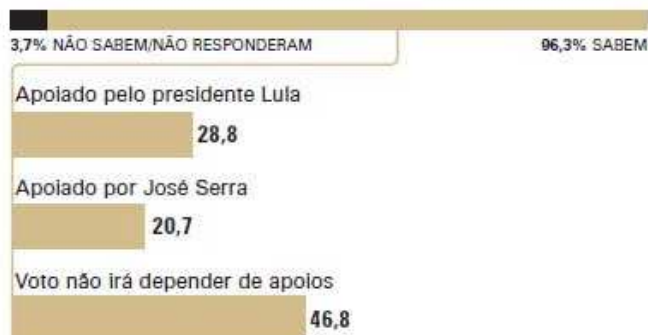 3,7% NÃO SABEM/NÃO RESPONDERAM 96,3% SABEM
Apoiado pelo presidente Lula
28,8
Apoiado por José Serra
20,7
Voto não irá depender de apoios
46,8